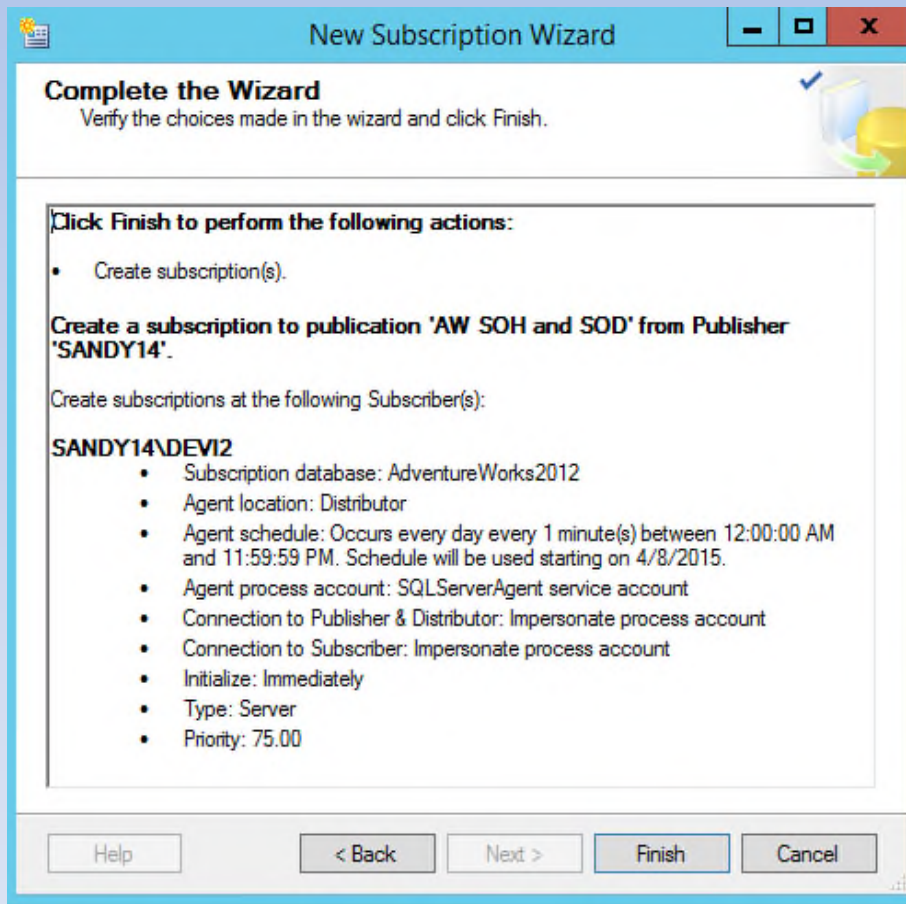 New Subscription Wizard
Complete the Wizard
Verify the choices made in the wizard and click Finish.
Click Finish to perform the following actions:
• Create subscription(s).
Create a subscription to publication 'AW SOH and SOD' from Publisher
'SANDY14'.
Create subscriptions at the following Subscriber(s):
SANDY14\DEVI2
• Subscription database: AdventureWorks2012
• Agent location: Distributor
• Agent schedule: Occurs every day every 1 minute(s) between 12:00:00 AM
and 11:59:59 PM. Schedule will be used starting on 4/8/2015.
• Agent process account: SQLServerAgent service account
• Connection to Publisher & Distributor: Impersonate process account
• Connection to Subscriber: Impersonate process account
• Initialize: Immediately
• Type: Server
• Priority: 75.00
Help < Back Next > Finish Cancel